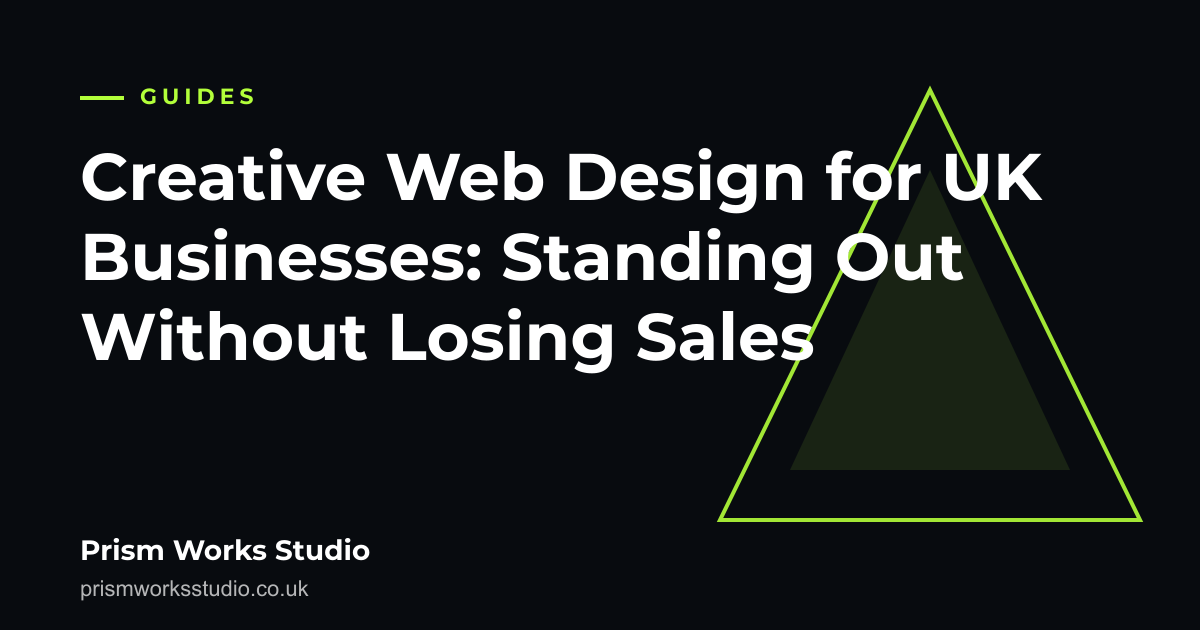 GUIDES
Creative Web Design for UK
Businesses: Standing Out
Without Losing Sales
Prism Works Studio
prismworksstudio.co.uk